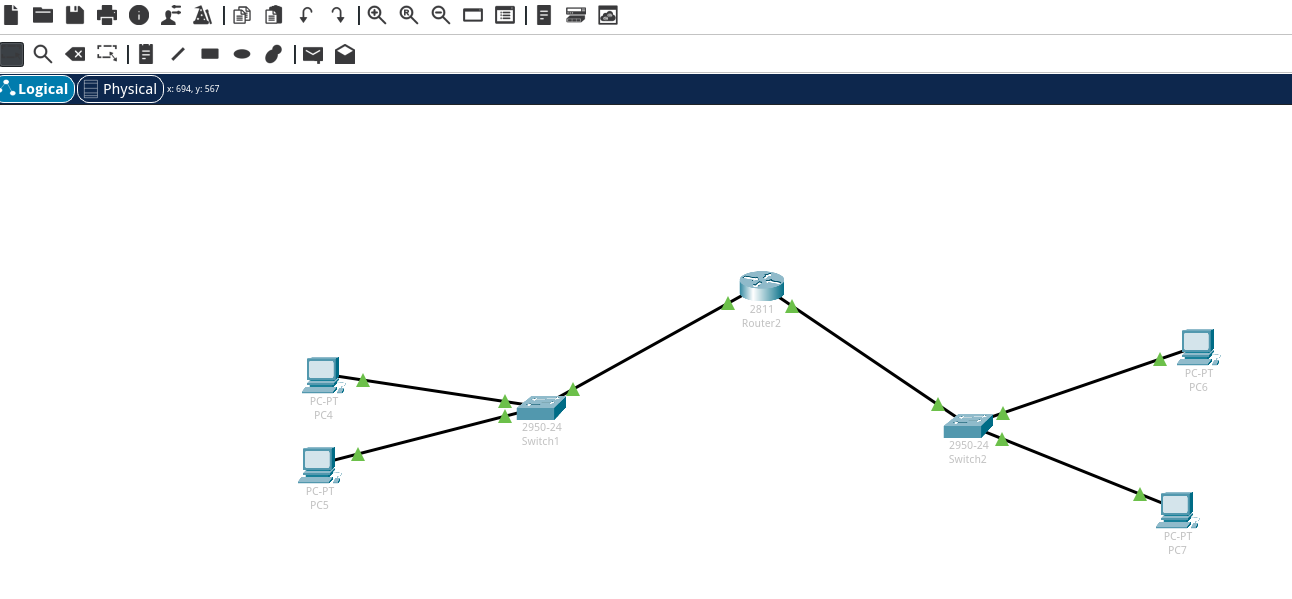 Logical
Physical
x: 694, y: 567
2811
Router2
PC-PT
PC4
2950-24
Switch1
PC-PT
PC5
PC-PT
PC6
2950-24
Switch2
PC-PT
PC7